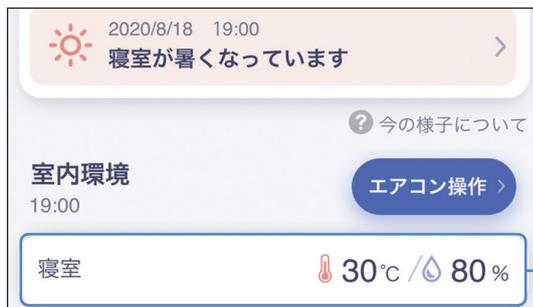 2020/8/18 19:00
寝室が暑くなっています
? 今の様子について
室内環境
エアコン操作
19:00
寝室 30℃ / 80%